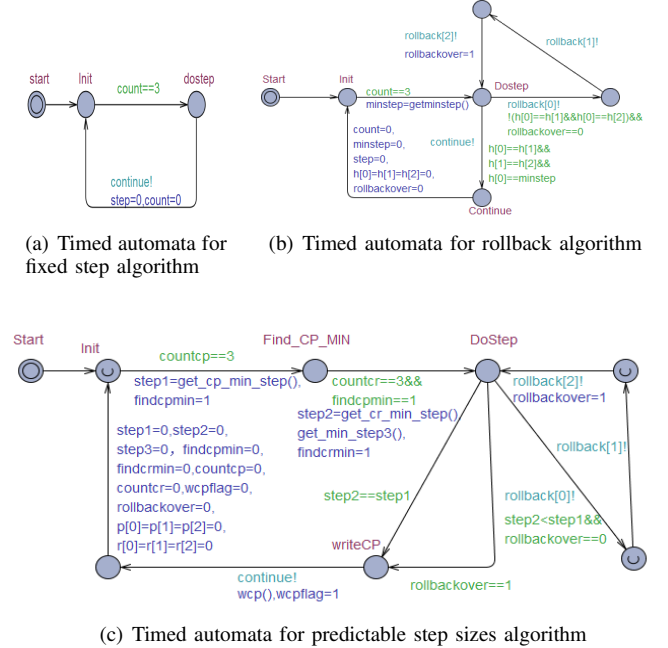 start
Init
dostep
count==3
continue!
step=0,count=0
(a) Timed automata for
fixed step algorithm
rollback[2]!
rollbackover=1
rollback[1]!
Start
Init
count==3
minstep=getminstep()
Dostep
rollback[0]!
!(h[0]==h[1]&&h[0]==h[2])&&
rollbackover==0
count=0,
minstep=0,
step=0,
h[0]=h[1]=h[2]=0,
rollbackover=0
continue!
h[0]==h[1]&&
h[1]==h[2]&&
h[0]==minstep
Continue
(b) Timed automata for rollback algorithm
Start
Init
countcp==3
step1=get_cp_min_step(),
findcpmin=1
Find_CP_MIN
countcr==3&&
findcpmin==1
step2=get_cr_min_step()
get_min_step3(),
findcrmin=1
DoStep
rollback[2]!
rollbackover=1
rollback[1]!
step1=0,step2=0,
step3=0，findcpmin=0,
findcrmin=0,countcp=0,
countcr=0,wcpflag=0,
rollbackover=0,
p[0]=p[1]=p[2]=0,
r[0]=r[1]=r[2]=0
step2==step1
rollback[0]!
step2<step1&&
rollbackover==0
writeCP
continue!
wcp(),wcpflag=1
rollbackover==1
(c) Timed automata for predictable step sizes algorithm